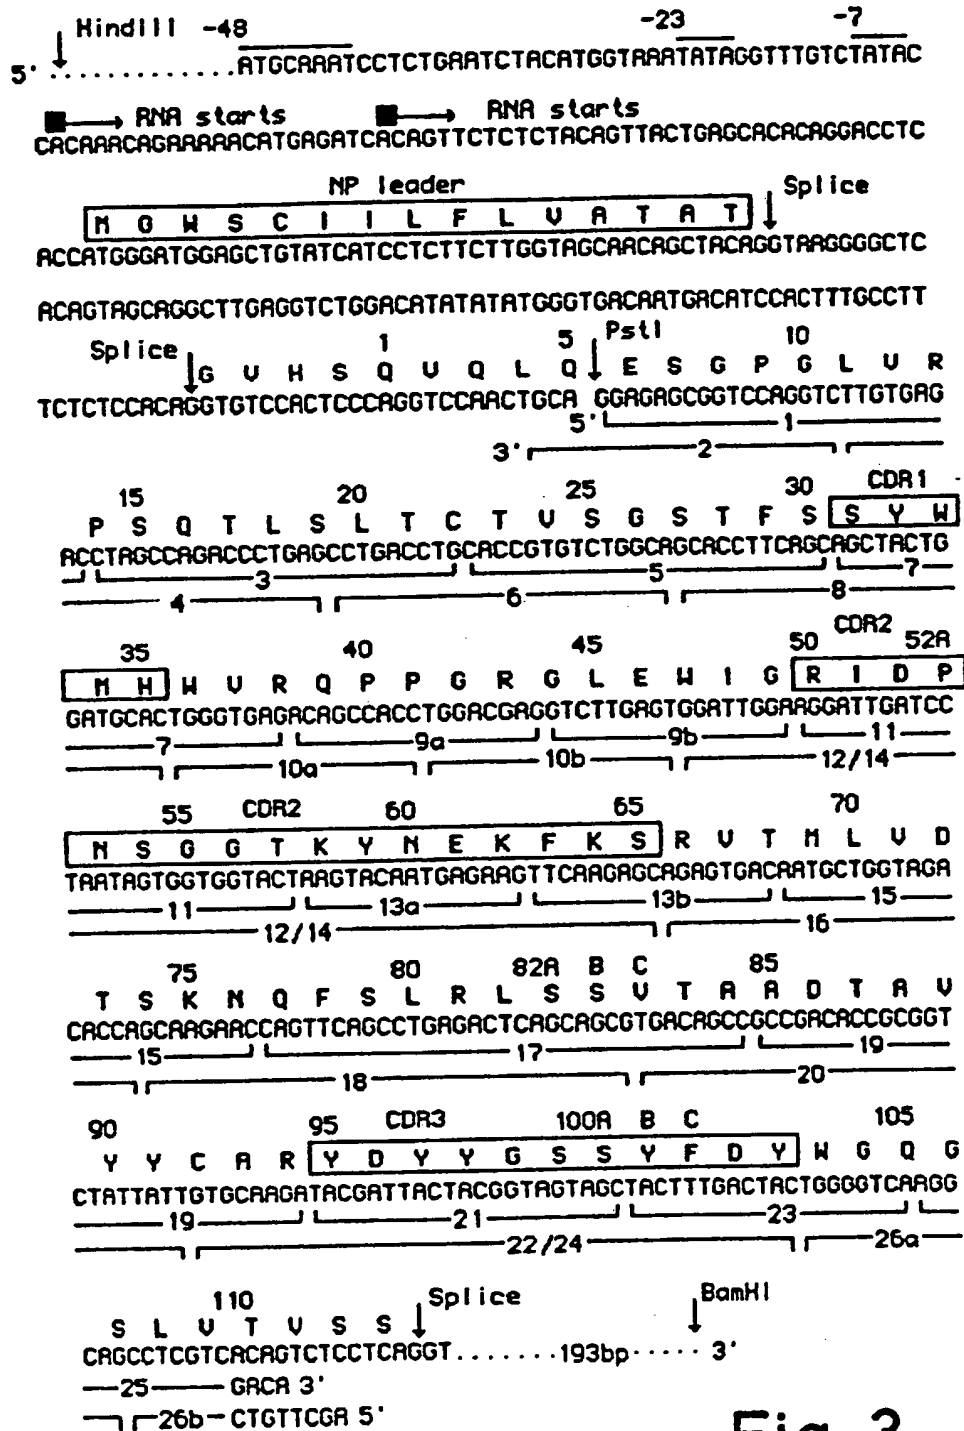 HindIII -48 -23 -7
5' .............ATGCAAATCCTCTGAATCTACATGGTAAATATAGGTTTGTCTATAC
RNA starts RNA starts
CACAAACAGAAAAACATGAGATCACAGTTCTCTCTACAGTTACTGAGCACACAGGACCTC
NP leader Splice
M G W S C I I L F L V A T A T
ACCATGGGATGGAGCTGTATCATCCTCTTCTTGGTAGCAACAGCTACAGGTAAGGGGCTC
ACAGTAGCAGGCTTGAGGTCTGGACATATATATGGGTGACAATGACATCCACTTTGCCTT
Splice 1 5 PstI 10
G V H S Q V Q L Q E S G P G L V R
TCTCTCCACAGGTGTCCACTCCCAGGTCCAACTGCA GGAGAGCGGTCCAGGTCTTGTGAG
5' 1
3' 2
15 20 25 30 CDR1
P S Q T L S L T C T V S G S T F S S Y W
ACCTAGCCAGACCCTGAGCCTGACCTGCACCGTGTCTGGCAGCACCTTCAGCAGCTACTG
3 5 7
4 6 8
35 40 45 50 CDR2 52A
M H W V R Q P P G R G L E W I G R I D P
GATGCACTGGGTGAGACAGCCACCTGGACGAGGTCTTGAGTGGATTGGAAGGATTGATCC
7 9a 9b 11
10a 10b 12/14
55 CDR2 60 65 70
N S G G T K Y N E K F K S R V T M L V D
TAATAGTGGTGGTACTAAGTACAATGAGAAGTTCAAGAGCAGAGTGACAATGCTGGTAGA
11 13a 13b 15
12/14 16
75 80 82A B C 85
T S K N Q F S L R L S S V T A A D T A V
CACCAGCAAGAACCAGTTCAGCCTGAGACTCAGCAGCGTGACAGCCGCCGACACCGCGGT
15 17 19
18 20
90 95 CDR3 100A B C 105
Y Y C A R Y D Y Y G S S Y F D Y W G Q G
CTATTATTGTGCAAGATACGATTACTACGGTAGTAGCTACTTTGACTACTGGGGTCAAGG
19 21 23
22/24 26a
110 Splice BamHI
S L V T V S S
CAGCCTCGTCACAGTCTCCTCAGGT.......193bp..... 3'
25 GACA 3'
26b CTGTTCGA 5'